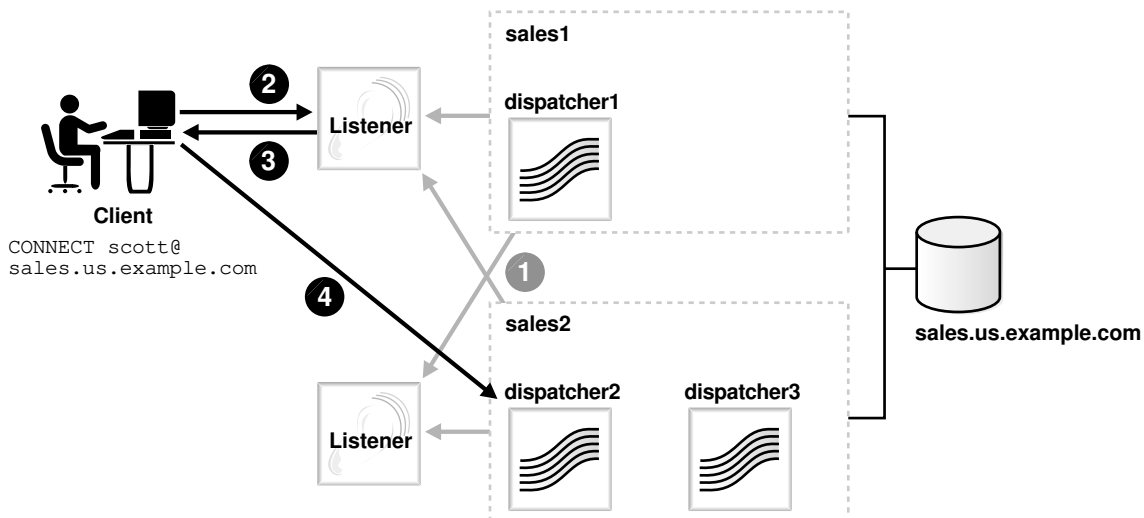 sales1
2
dispatcher1
Listener
3
Client
CONNECT scott@
sales.us.example.com
1
4
sales2
sales.us.example.com
dispatcher2
dispatcher3
Listener